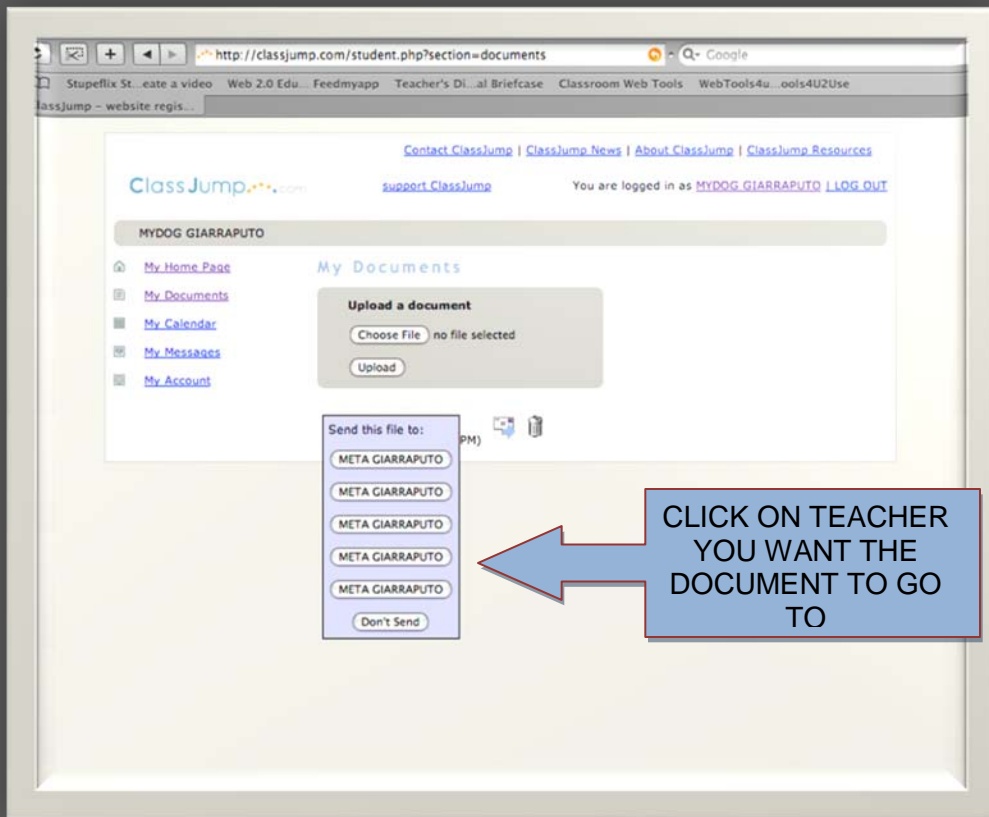 http://classjump.com/student.php?section=documents
Google
Stupeflix St...eate a video Web 2.0 Edu... Feedmyapp Teacher's Di...al Briefcase Classroom Web Tools WebTools4u...ools4U2Use
lassJump – website regis...
Contact ClassJump | ClassJump News | About ClassJump | ClassJump Resources
ClassJump.com
support ClassJump
You are logged in as MYDOG GIARRAPUTO | LOG OUT
MYDOG GIARRAPUTO
My Home Page
My Documents
My Calendar
My Messages
My Account
My Documents
Upload a document
Choose File no file selected
Upload
Send this file to:
PM)
META GIARRAPUTO
META GIARRAPUTO
META GIARRAPUTO
META GIARRAPUTO
META GIARRAPUTO
Don't Send
CLICK ON TEACHER
YOU WANT THE
DOCUMENT TO GO
TO